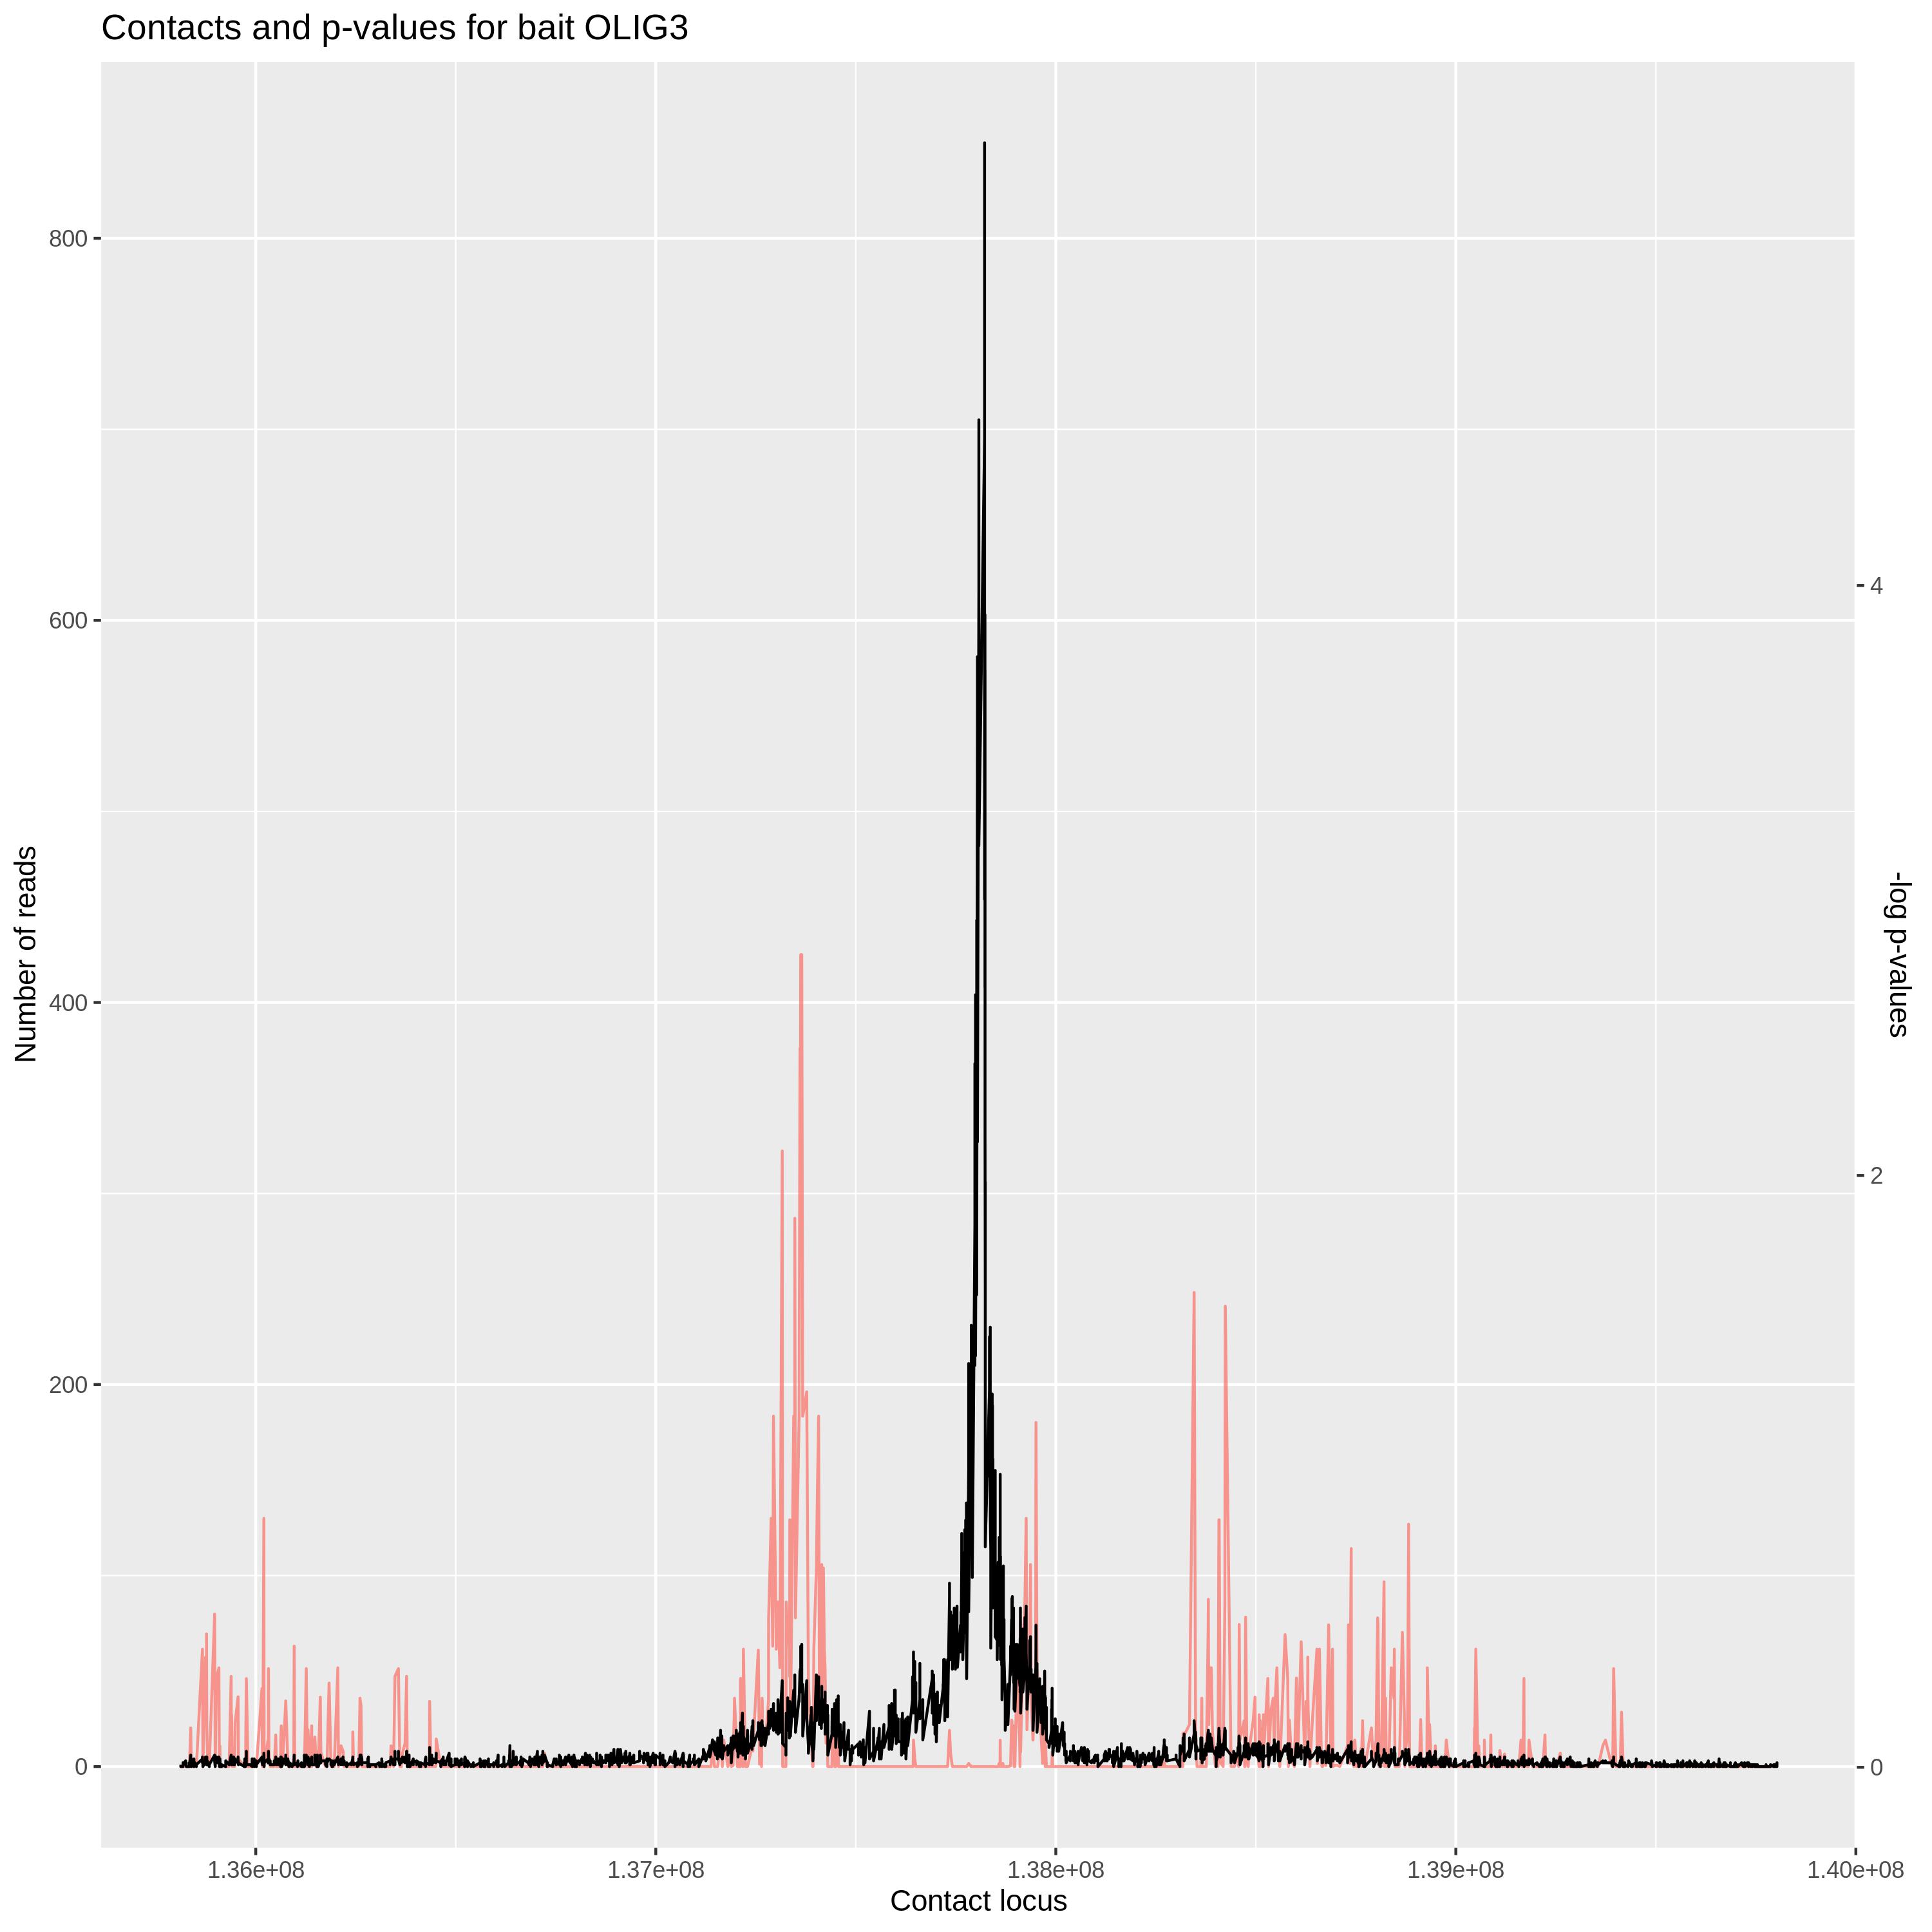 Contacts and p-values for bait OLIG3
Number of reads
800
600
400
200
0
4
2
0
-log p-values
1.36e+08
1.37e+08
1.38e+08
1.39e+08
1.40e+08
Contact locus